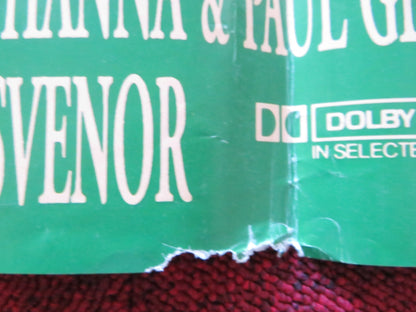 HANNA & PAUL
SVENOR
DOLBY
IN SELECTE